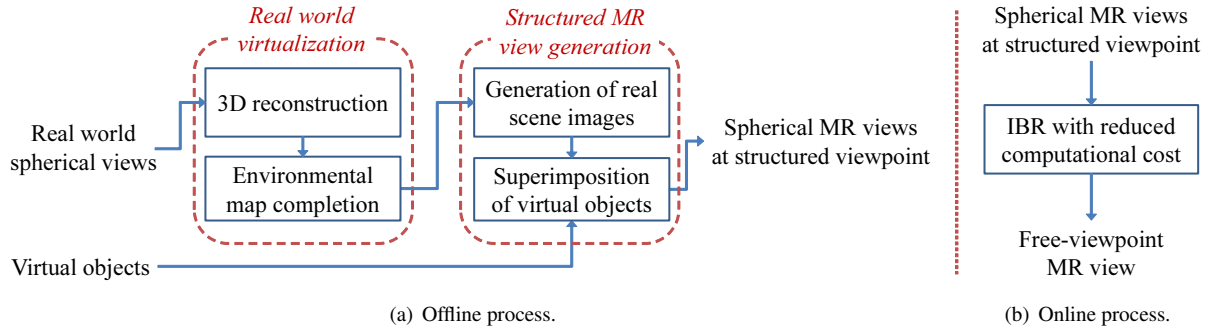 Real world
virtualization
Structured MR
view generation
3D reconstruction
Environmental
map completion
Generation of real
scene images
Superimposition
of virtual objects
Real world
spherical views
Virtual objects
Spherical MR views
at structured viewpoint
(a) Offline process.
Spherical MR views
at structured viewpoint
IBR with reduced
computational cost
Free-viewpoint
MR view
(b) Online process.